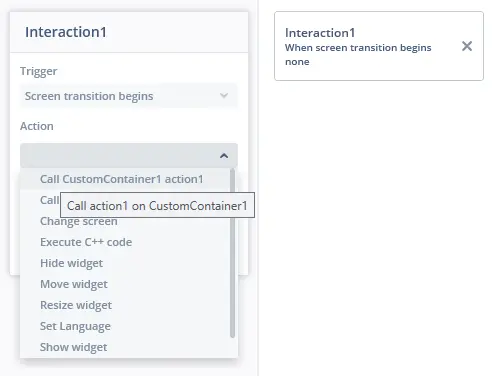 Interaction1
Trigger
Screen transition begins
Action
Call CustomContainer1 action1
Call
Call action1 on CustomContainer1
Change screen
Execute C++ code
Hide widget
Move widget
Resize widget
Set Language
Show widget
Interaction1
When screen transition begins
none